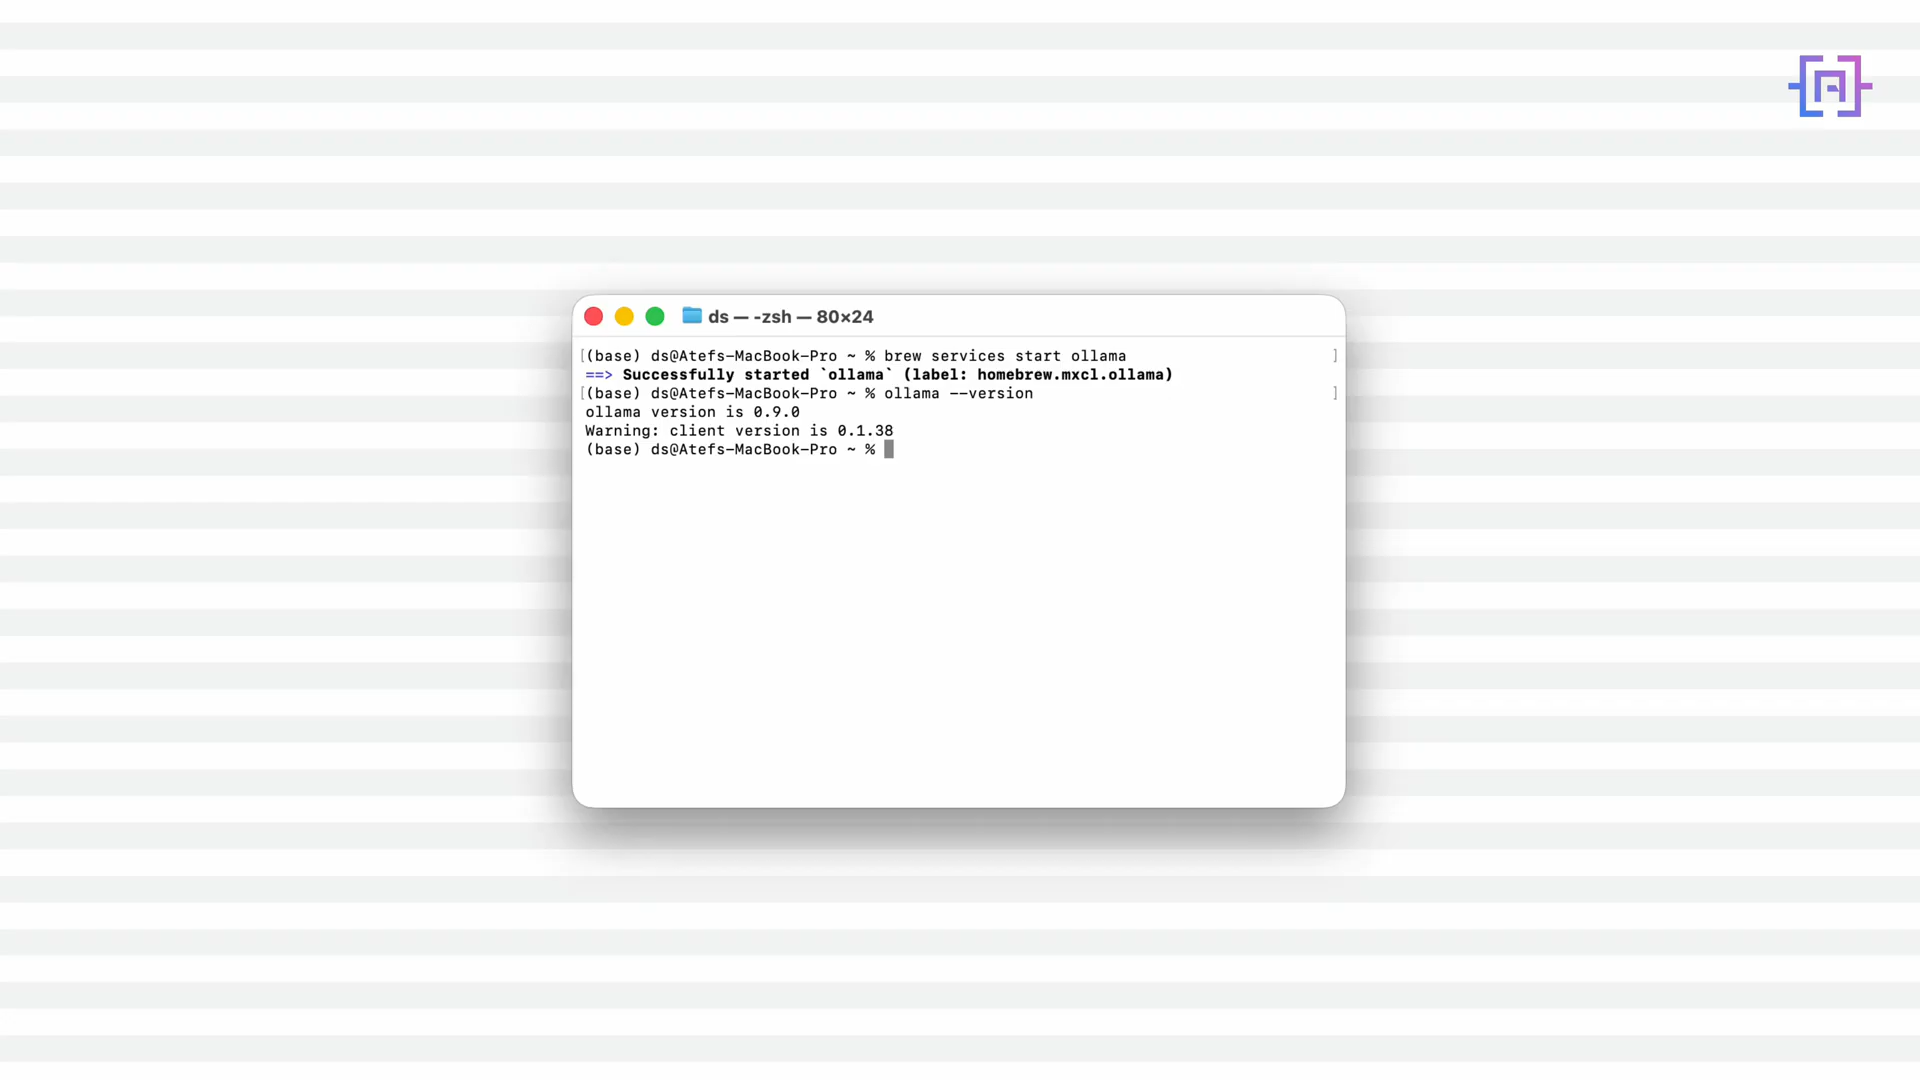 ds — -zsh — 80×24
[(base) ds@Atefs-MacBook-Pro ~ % brew services start ollama ]
==> Successfully started `ollama` (label: homebrew.mxcl.ollama)
[(base) ds@Atefs-MacBook-Pro ~ % ollama --version ]
ollama version is 0.9.0
Warning: client version is 0.1.38
(base) ds@Atefs-MacBook-Pro ~ %